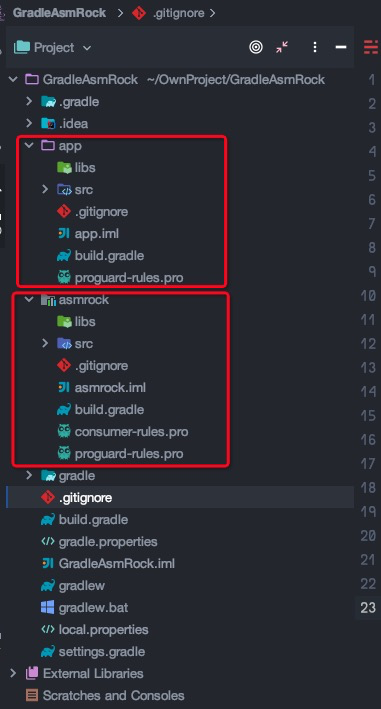 GradleAsmRock > .gitignore >
Project
GradleAsmRock ~/OwnProject/GradleAsmRock 1
.gradle 2
.idea 3
app 4
libs 5
src 6
.gitignore 7
app.iml 8
build.gradle
proguard-rules.pro 9
asmrock 10
libs 11
src 12
.gitignore 13
asmrock.iml 14
build.gradle 15
consumer-rules.pro 16
proguard-rules.pro 17
gradle
.gitignore 18
build.gradle 19
gradle.properties 20
GradleAsmRock.iml 21
gradlew 22
gradlew.bat 23
local.properties
settings.gradle
External Libraries
Scratches and Consoles